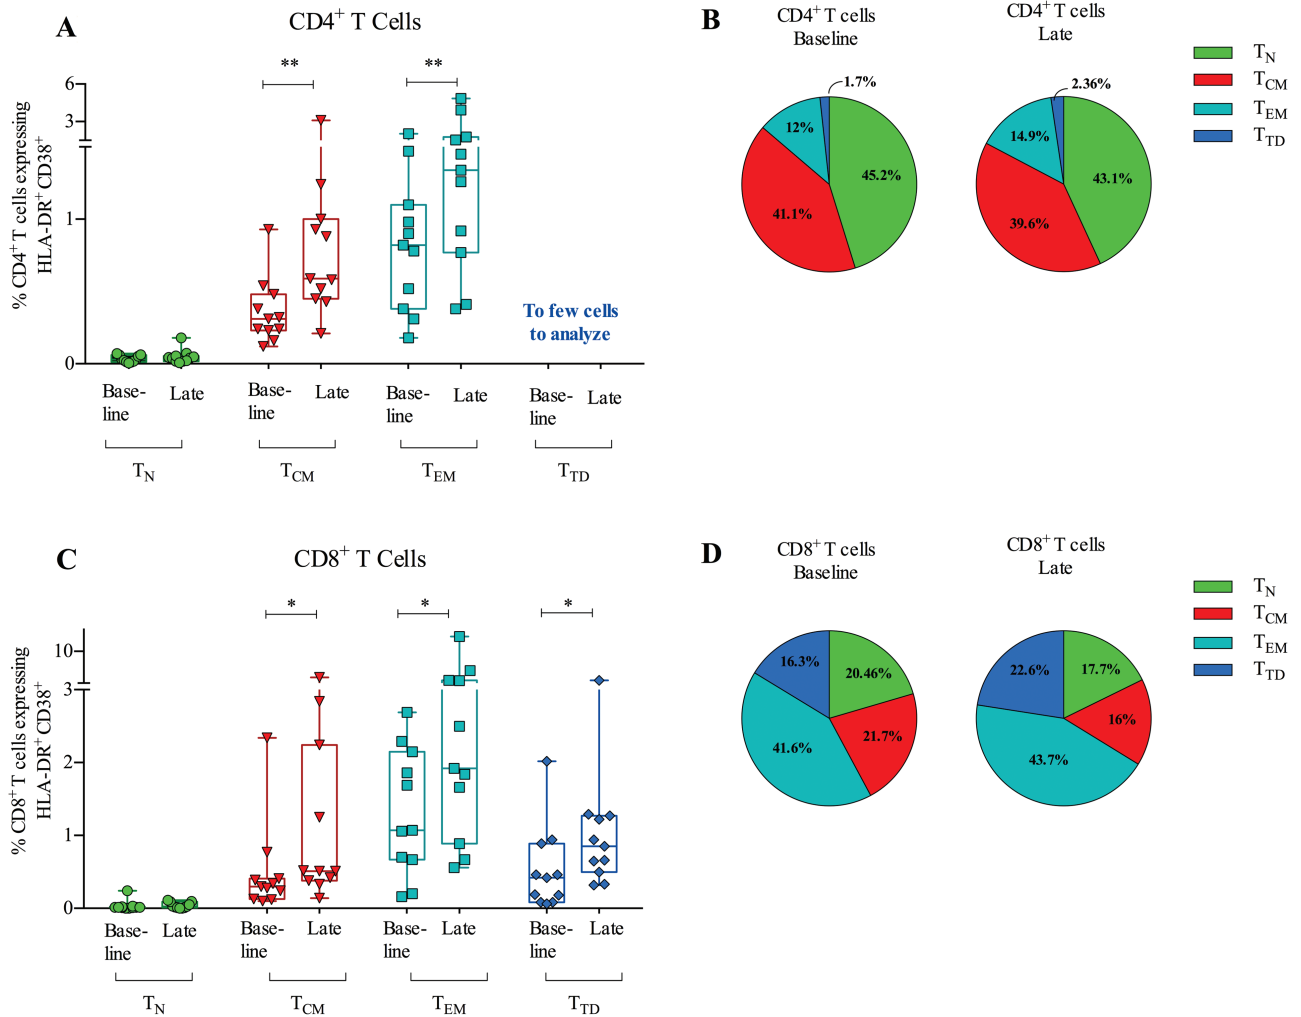 A
CD4+ T Cells
% CD4+ T cells expressing
HLA-DR+ CD38+
6
3
1
0
**
**
To few cells
to analyze
Base-
line
Late
Base-
line
Late
Base-
line
Late
Base-
line
Late
TN
TCM
TEM
TTD
B
CD4+ T cells
Baseline
CD4+ T cells
Late
1.7%
12%
45.2%
41.1%
2.36%
14.9%
43.1%
39.6%
TN
TCM
TEM
TTD
C
CD8+ T Cells
% CD8+ T cells expressing
HLA-DR+ CD38+
10
3
2
1
0
*
*
*
Base-
line
Late
Base-
line
Late
Base-
line
Late
Base-
line
Late
TN
TCM
TEM
TTD
D
CD8+ T cells
Baseline
CD8+ T cells
Late
16.3%
20.46%
21.7%
41.6%
22.6%
17.7%
16%
43.7%
TN
TCM
TEM
TTD